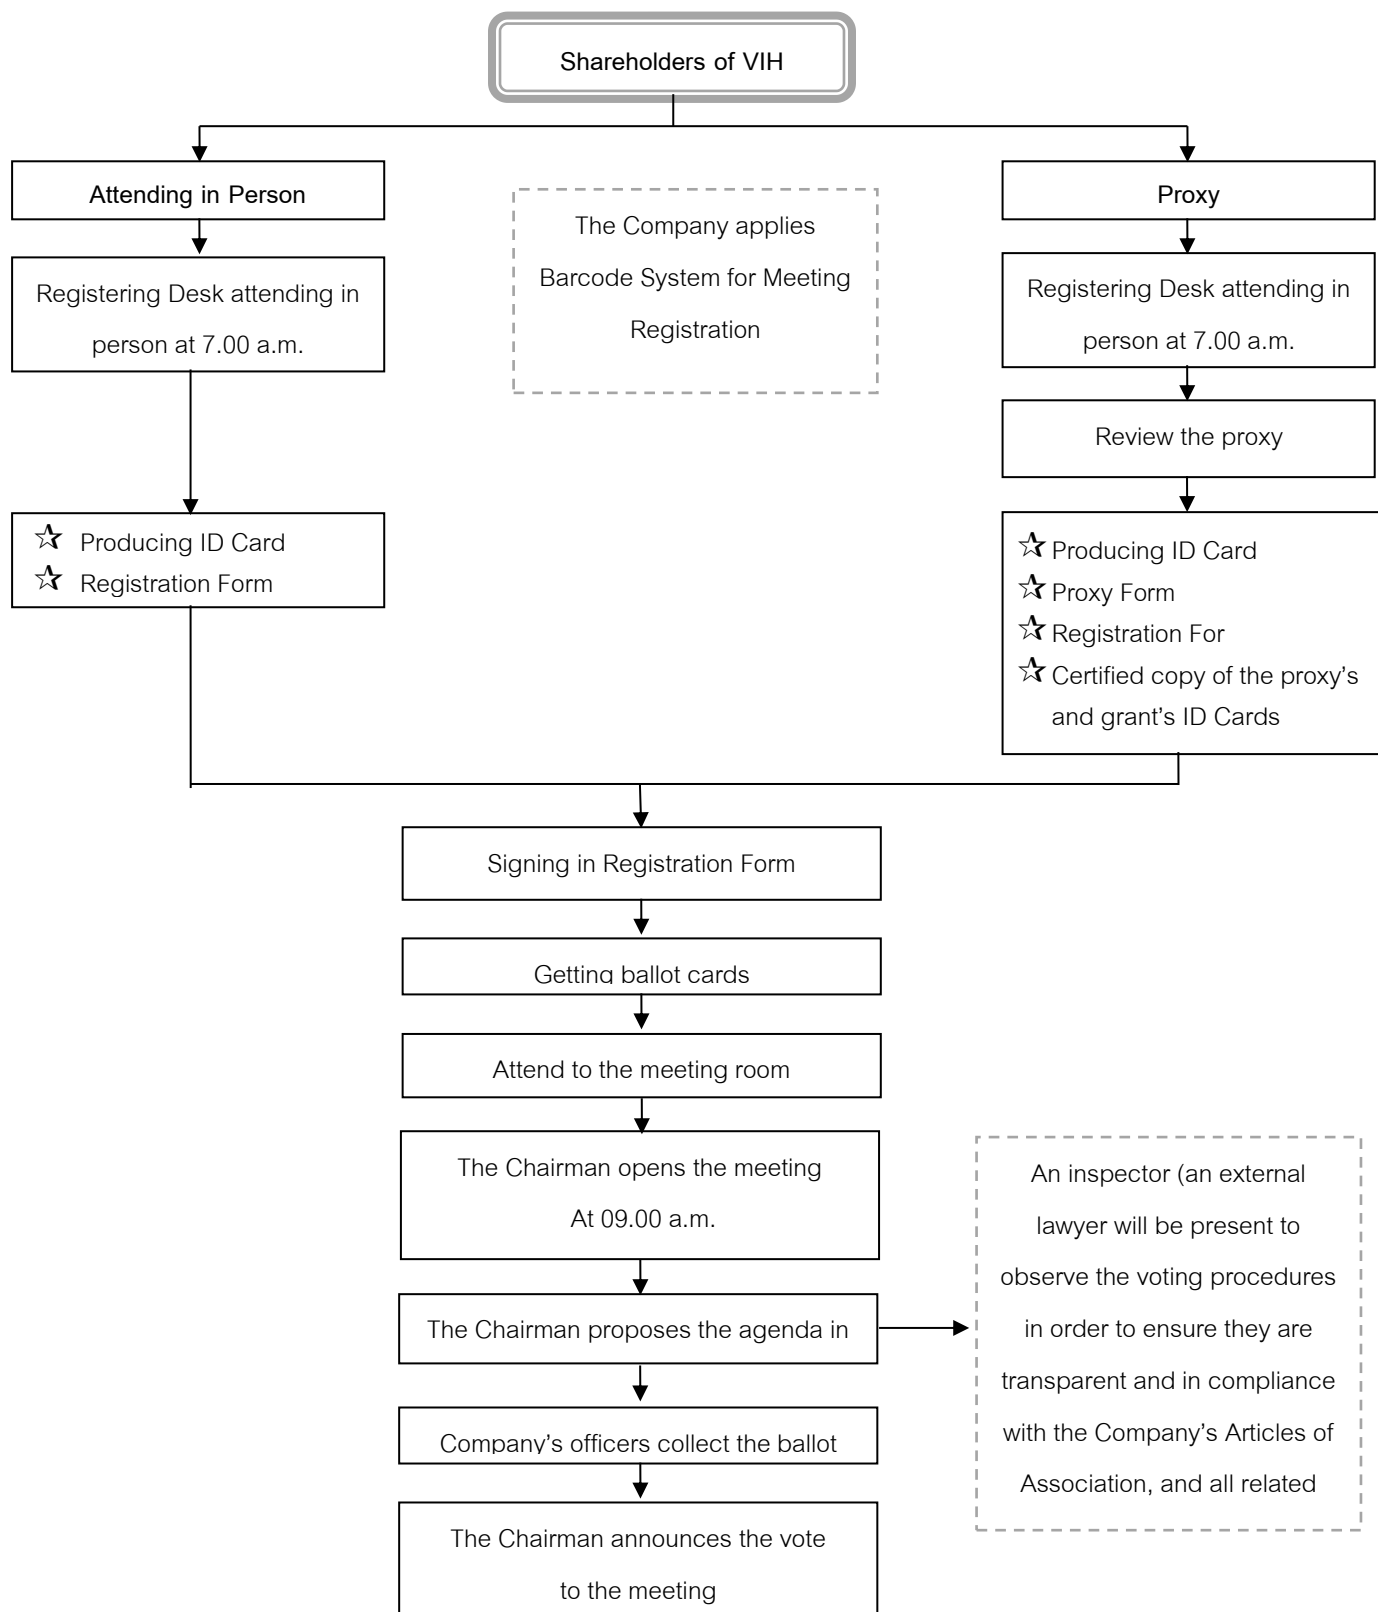 Shareholders of VIH
Attending in Person
Proxy
The Company applies
Barcode System for Meeting
Registration
Registering Desk attending in
person at 7.00 a.m.
Registering Desk attending in
person at 7.00 a.m.
Review the proxy
Producing ID Card
Registration Form
Producing ID Card
Proxy Form
Registration For
Certified copy of the proxy's
and grant's ID Cards
Signing in Registration Form
Getting ballot cards
Attend to the meeting room
The Chairman opens the meeting
At 09.00 a.m.
The Chairman proposes the agenda in
An inspector (an external
lawyer will be present to
observe the voting procedures
in order to ensure they are
transparent and in compliance
with the Company's Articles of
Association, and all related
Company's officers collect the ballot
The Chairman announces the vote
to the meeting